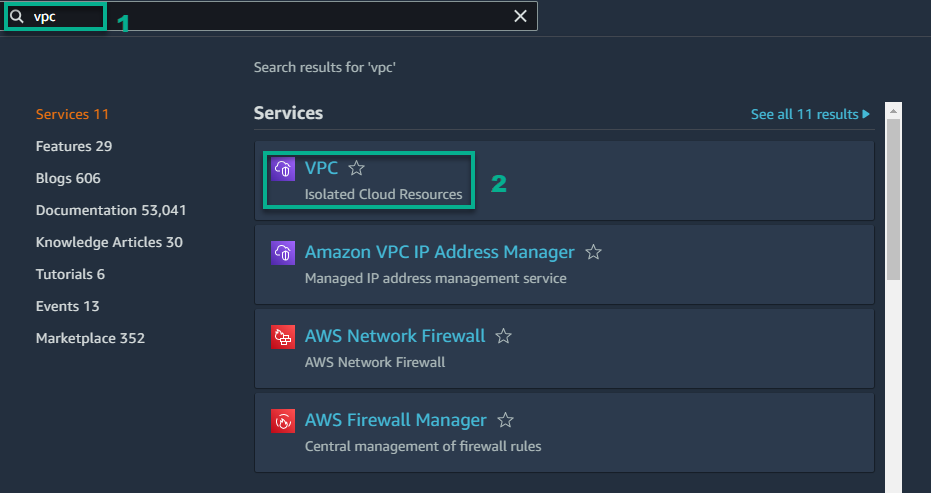 vpc
1
Search results for 'vpc'
Services 11
Features 29
Blogs 606
Documentation 53,041
Knowledge Articles 30
Tutorials 6
Events 13
Marketplace 352
Services
See all 11 results
VPC
Isolated Cloud Resources
2
Amazon VPC IP Address Manager
Managed IP address management service
AWS Network Firewall
AWS Network Firewall
AWS Firewall Manager
Central management of firewall rules